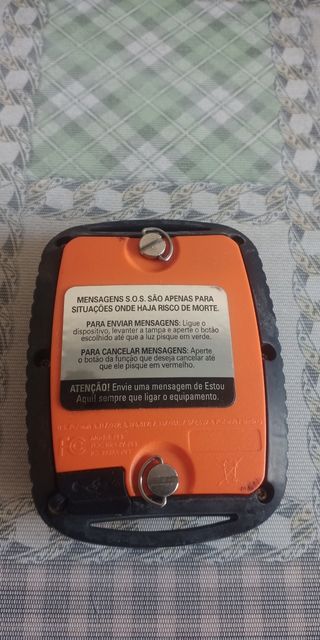 MENSAGENS S.O.S. SÃO APENAS PARA
SITUAÇÕES ONDE HAJA RISCO DE MORTE.
PARA ENVIAR MENSAGENS: Ligue o
dispositivo, levanter a tampa e aperte o botão
escolhido até que a luz pisque em verde.
PARA CANCELAR MENSAGENS: Aperte
o botão da função que deseja cancelar até
que ele pisque em vermelho.
ATENÇÃO! Envie uma mensagem de Estou
Aqui! sempre que ligar o equipamento.
FC